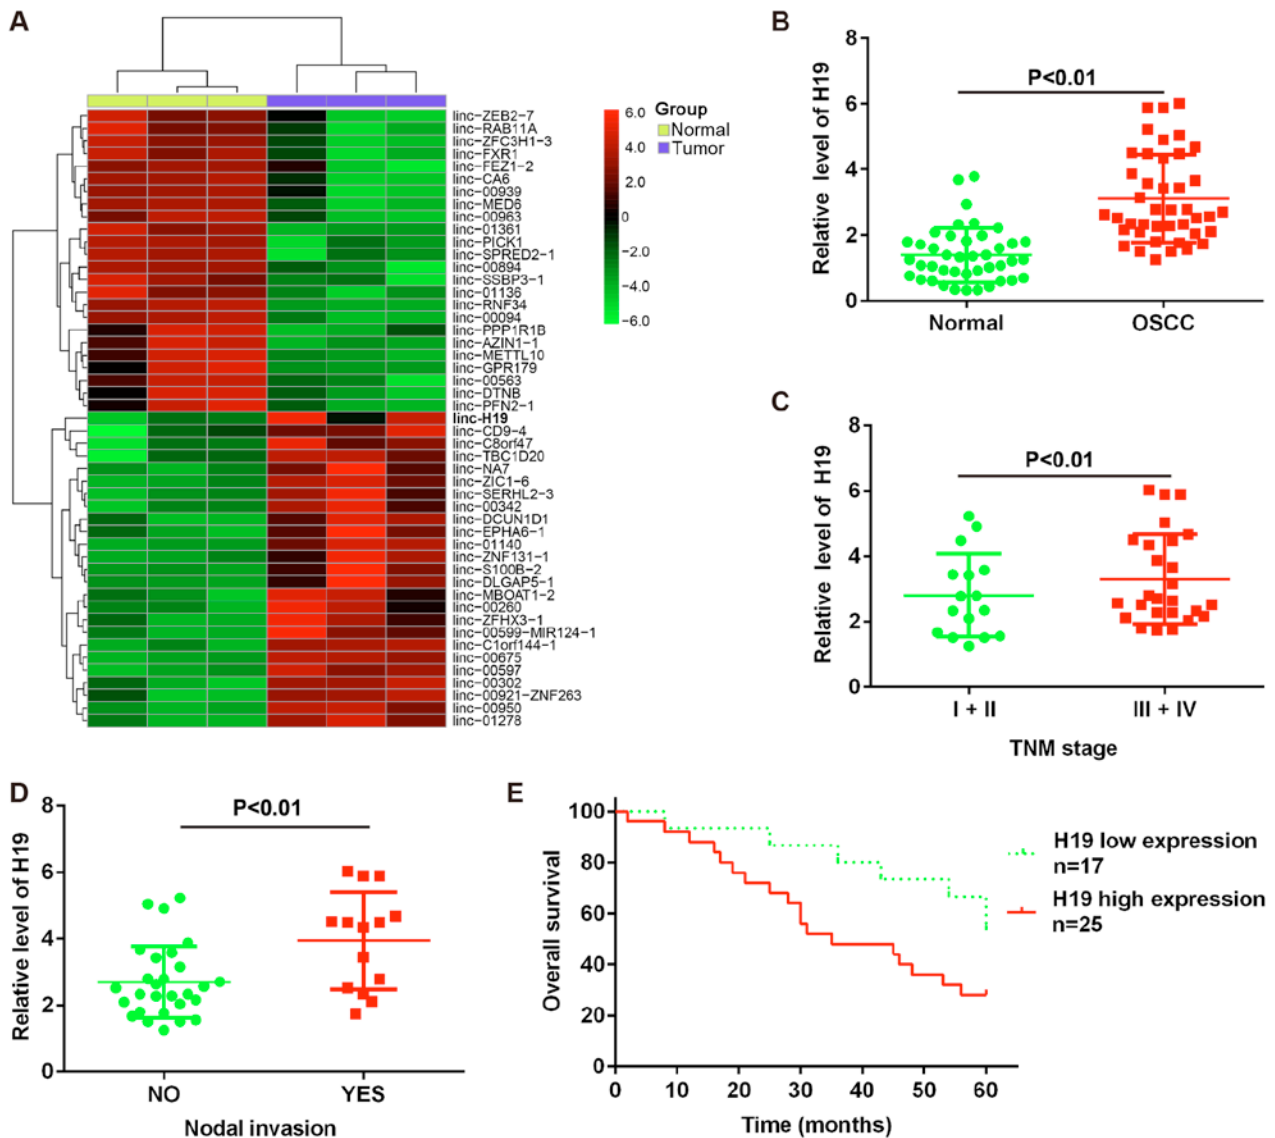 A
linc-ZEB2-7
linc-RAB11A
linc-ZFC3H1-3
linc-FXR1
linc-FEZ1-2
linc-CA6
linc-00939
linc-MED6
linc-00963
linc-01361
linc-PICK1
linc-SPRED2-1
linc-00894
linc-SSBP3-1
linc-01136
linc-RNF34
linc-00094
linc-PPP1R1B
linc-AZIN1-1
linc-METTL10
linc-GPR179
linc-00563
linc-DTNB
linc-PFN2-1
linc-H19
linc-CD9-4
linc-C8orf47
linc-TBC1D20
linc-NA7
linc-ZIC1-6
linc-SERHL2-3
linc-00342
linc-DCUN1D1
linc-EPHA6-1
linc-01140
linc-ZNF131-1
linc-S100B-2
linc-DLGAP5-1
linc-MBOAT1-2
linc-00260
linc-ZFHX3-1
linc-00599-MIR124-1
linc-C1orf144-1
linc-00675
linc-00597
linc-00302
linc-00921-ZNF263
linc-00950
linc-01278
6.0
4.0
2.0
0
-2.0
-4.0
-6.0
Group
Normal
Tumor
B
Relative level of H19
8
6
4
2
0
P<0.01
Normal OSCC
C
Relative level of H19
8
6
4
2
0
P<0.01
I + II III + IV
TNM stage
D
Relative level of H19
8
6
4
2
0
P<0.01
NO YES
Nodal invasion
E
Overall survival
100
80
60
40
20
0
0 10 20 30 40 50 60
Time (months)
H19 low expression
n=17
H19 high expression
n=25